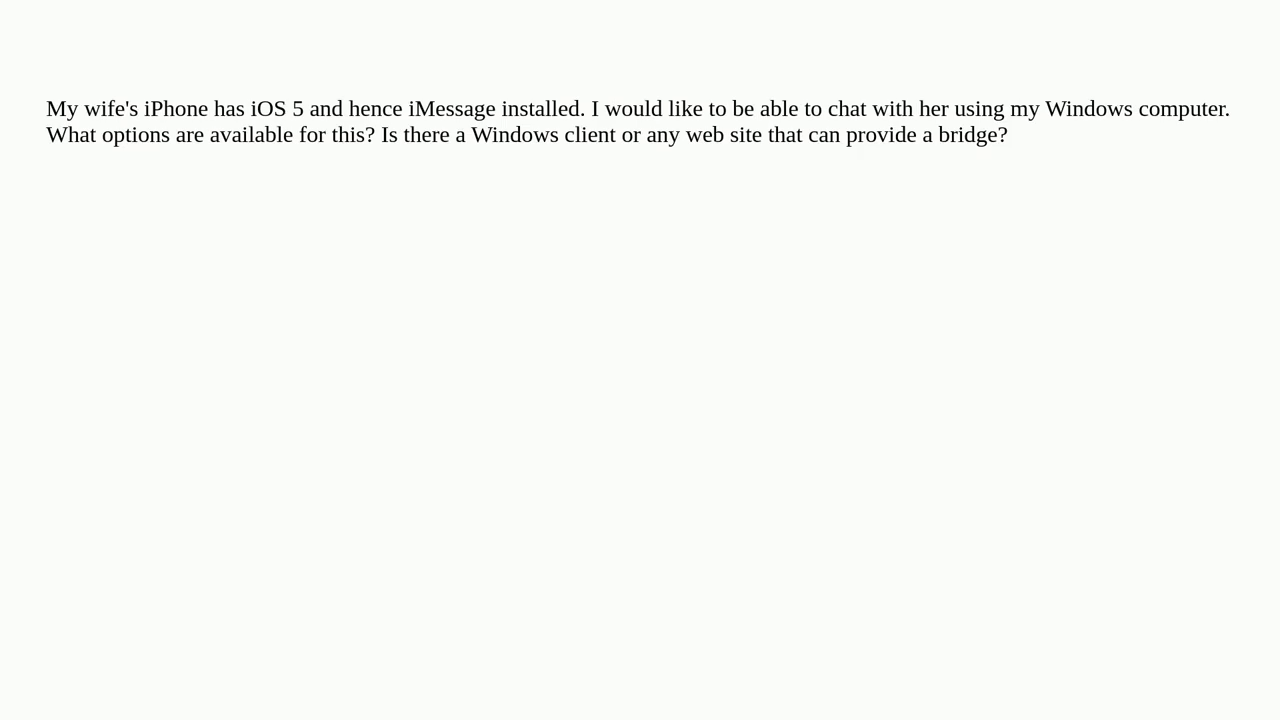 My wife's iPhone has iOS 5 and hence iMessage installed. I would like to be able to chat with her using my Windows computer.
What options are available for this? Is there a Windows client or any web site that can provide a bridge?